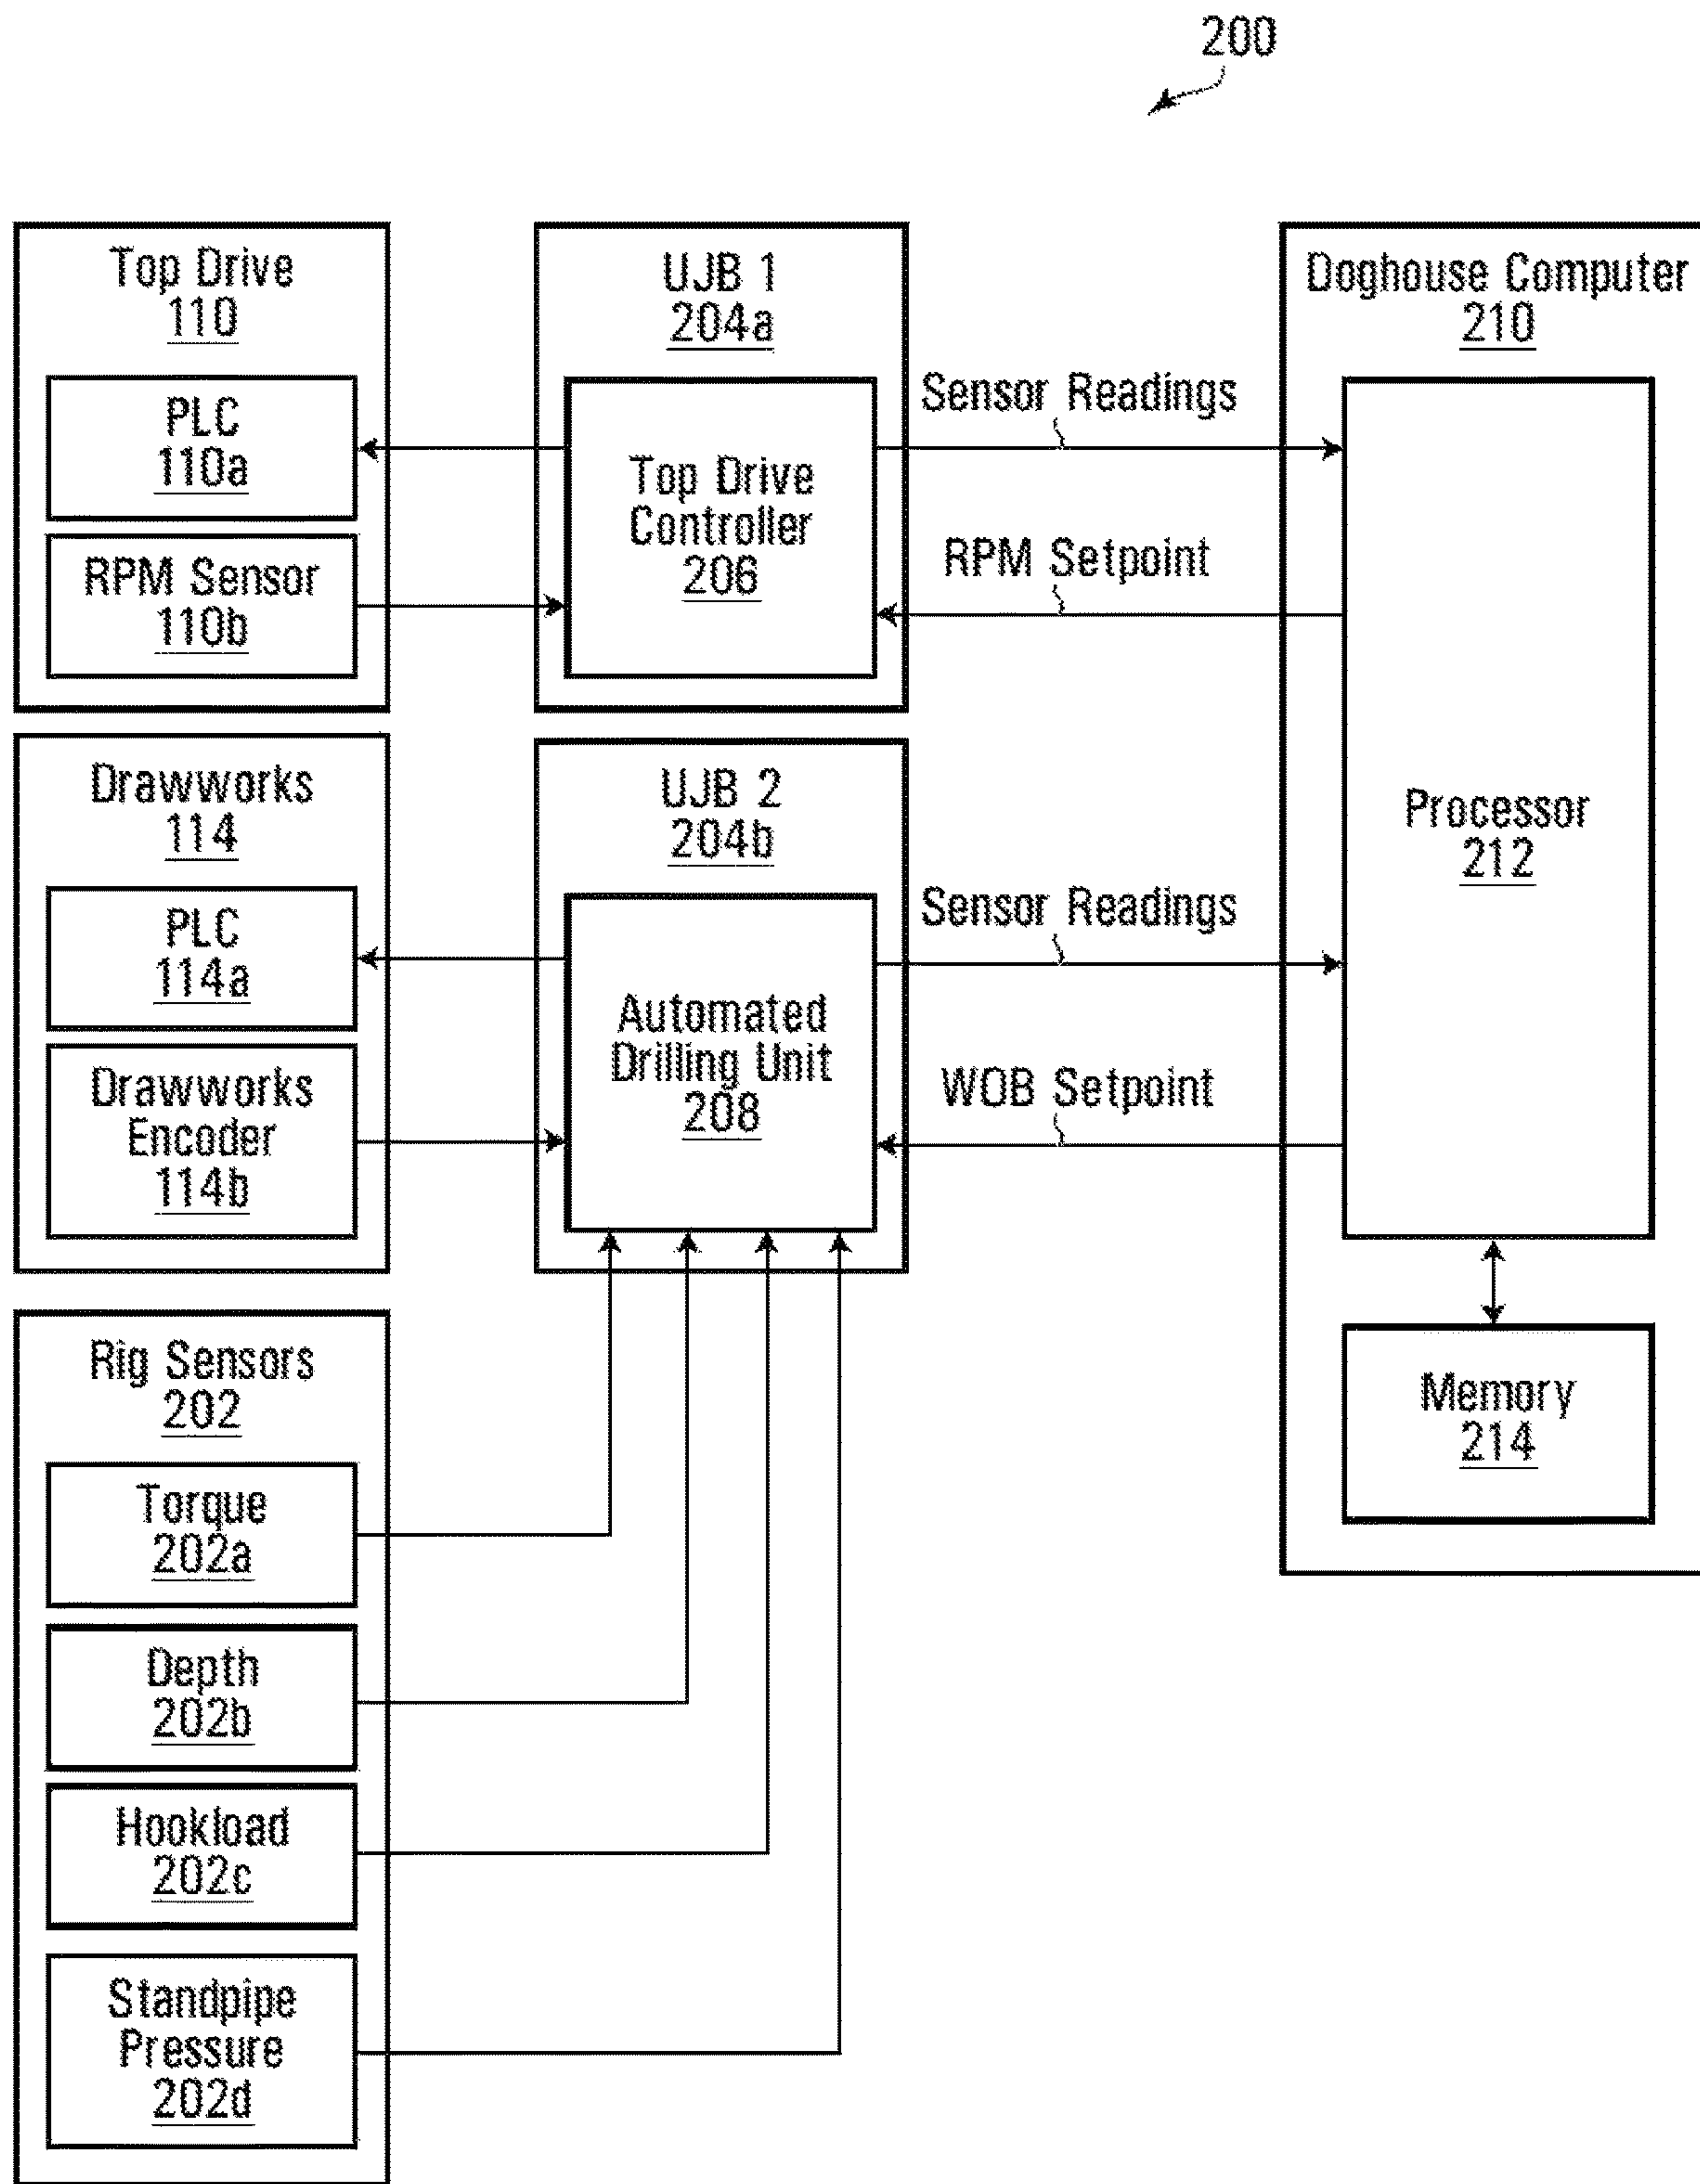 200
Top Drive
110
PLC
110a
RPM Sensor
110b
UJB 1
204a
Top Drive
Controller
206
Sensor Readings
RPM Setpoint
Doghouse Computer
210
Processor
212
Memory
214
Drawworks
114
PLC
114a
Drawworks
Encoder
114b
UJB 2
204b
Automated
Drilling Unit
208
Sensor Readings
WOB Setpoint
Rig Sensors
202
Torque
202a
Depth
202b
Hookload
202c
Standpipe
Pressure
202d